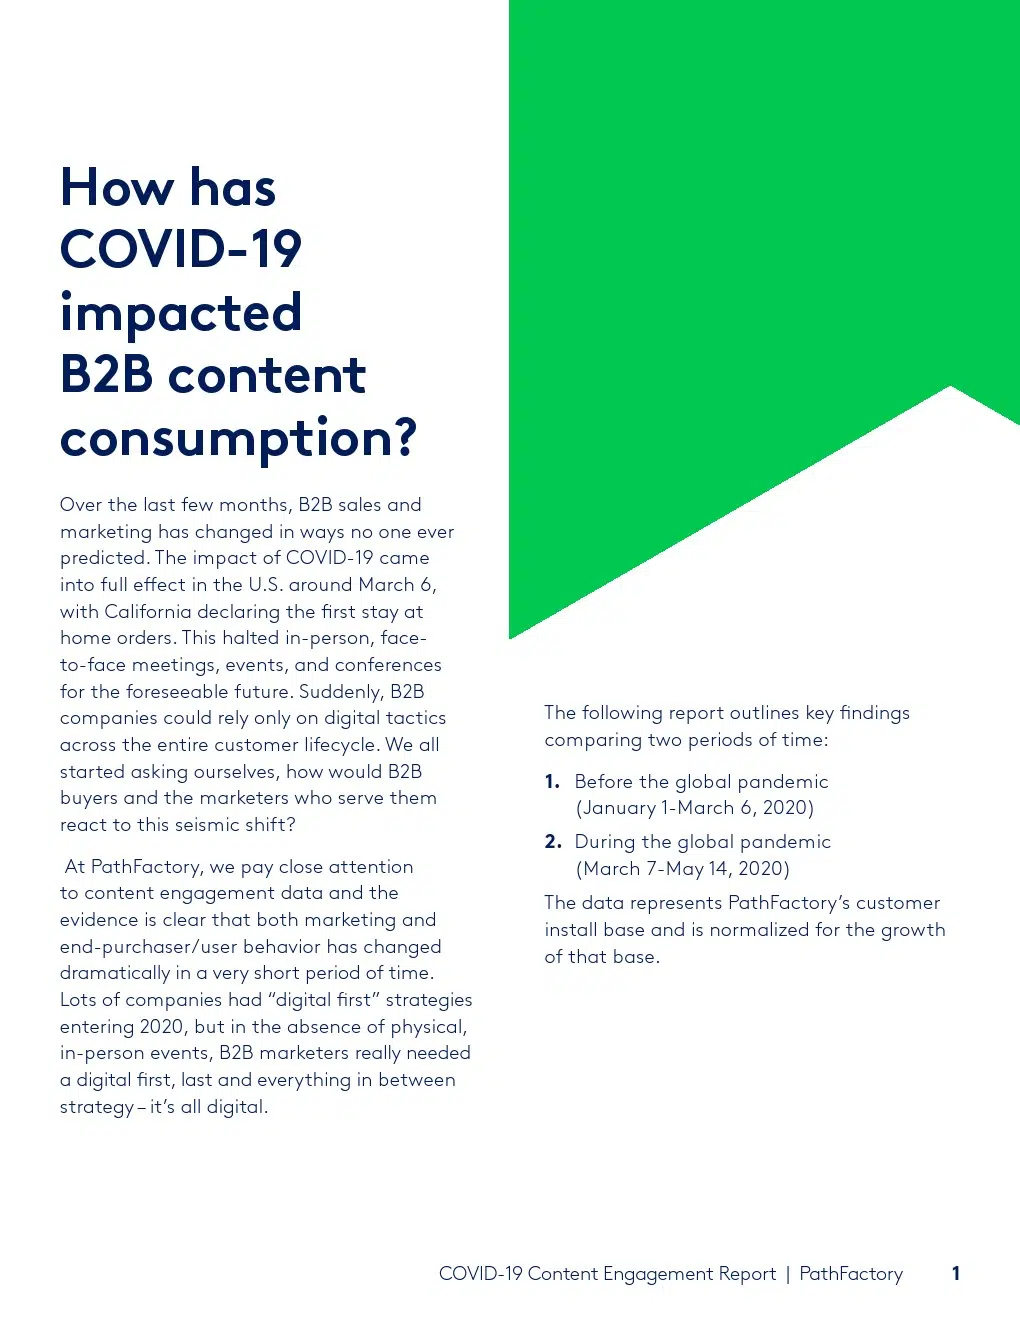 How has
COVID-19
impacted
B2B content
consumption?
Over the last few months, B2B sales and
marketing has changed in ways no one ever
predicted. The impact of COVID-19 came
into full effect in the U.S. around March 6,
with California declaring the first stay at
home orders. This halted in-person, face-
to-face meetings, events, and conferences
for the foreseeable future. Suddenly, B2B
companies could rely only on digital tactics
across the entire customer lifecycle. We all
started asking ourselves, how would B2B
buyers and the marketers who serve them
react to this seismic shift?
At PathFactory, we pay close attention
to content engagement data and the
evidence is clear that both marketing and
end-purchaser/user behavior has changed
dramatically in a very short period of time.
Lots of companies had “digital first” strategies
entering 2020, but in the absence of physical,
in-person events, B2B marketers really needed
a digital first, last and everything in between
strategy – it’s all digital.
The following report outlines key findings
comparing two periods of time:
1. Before the global pandemic
(January 1-March 6, 2020)
2. During the global pandemic
(March 7-May 14, 2020)
The data represents PathFactory’s customer
install base and is normalized for the growth
of that base.
COVID-19 Content Engagement Report | PathFactory 1